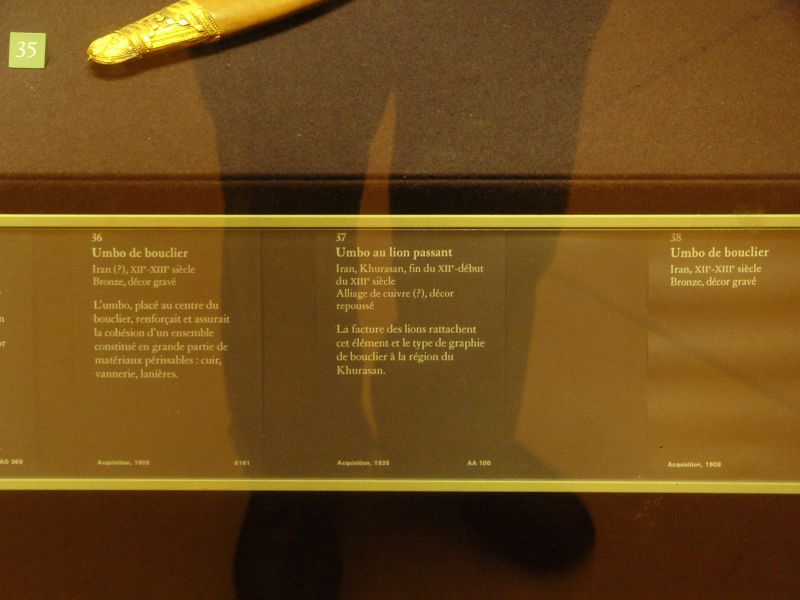 35
36
Umbo de bouclier
Iran (?), XIIᵉ-XIIIᵉ siècle
Bronze, décor gravé
L'umbo, placé au centre du
bouclier, renforçait et assurait
la cohésion d'un ensemble
constitué en grande partie de
matériaux périssables : cuir,
vannerie, lanières.
Acquisition, 1908
6161
37
Umbo au lion passant
Iran, Khurasan, fin du XIIᵉ-début
du XIIIᵉ siècle
Alliage de cuivre (?), décor
repoussé
La facture des lions rattachent
cet élément et le type de graphie
de bouclier à la région du
Khurasan.
Acquisition, 1935
AA 100
38
Umbo de bouclier
Iran, XIIᵉ-XIIIᵉ siècle
Bronze, décor gravé
Acquisition, 1908